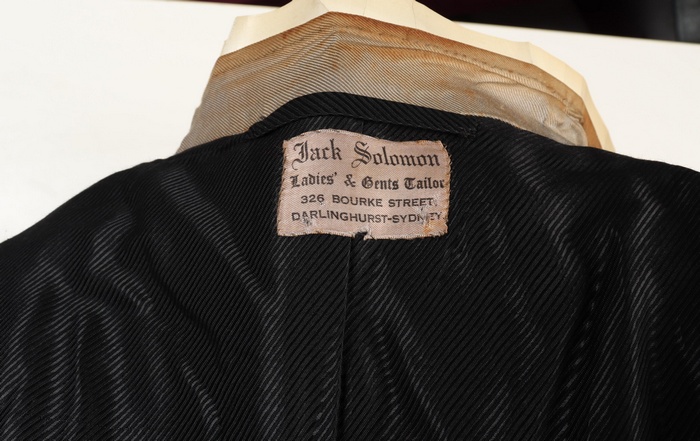 Jack Solomon
Ladies' & Gents Tailor
326 BOURKE STREET,
DARLINGHURST-SYDNEY